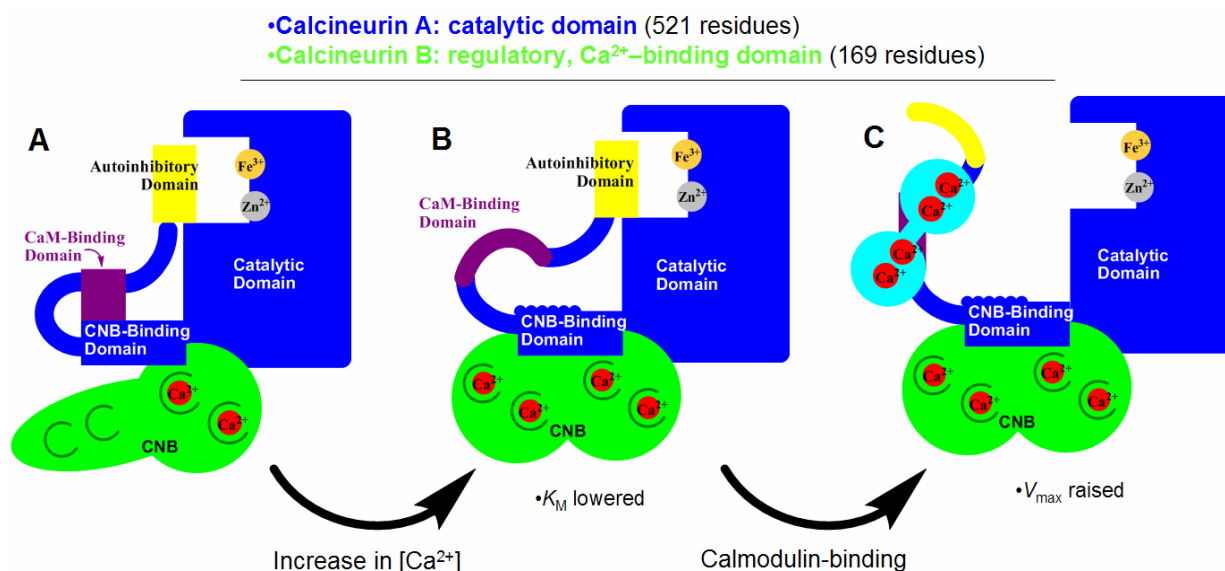 •Calcineurin A: catalytic domain (521 residues)
•Calcineurin B: regulatory, Ca²⁺–binding domain (169 residues)
A
Autoinhibitory
Domain
Fe³⁺
Zn²⁺
CaM-Binding
Domain
Catalytic
Domain
CNB-Binding
Domain
Ca²⁺
Ca²⁺
CNB
B
Autoinhibitory
Domain
Fe³⁺
Zn²⁺
CaM-Binding
Domain
Catalytic
Domain
CNB-Binding
Domain
Ca²⁺
Ca²⁺
Ca²⁺
Ca²⁺
CNB
C
Fe³⁺
Zn²⁺
Ca²⁺
Ca²⁺
Ca²⁺
Ca²⁺
Catalytic
Domain
CNB-Binding
Domain
Ca²⁺
Ca²⁺
Ca²⁺
Ca²⁺
CNB
•K_M lowered
•V_max raised
Increase in [Ca²⁺]
Calmodulin-binding